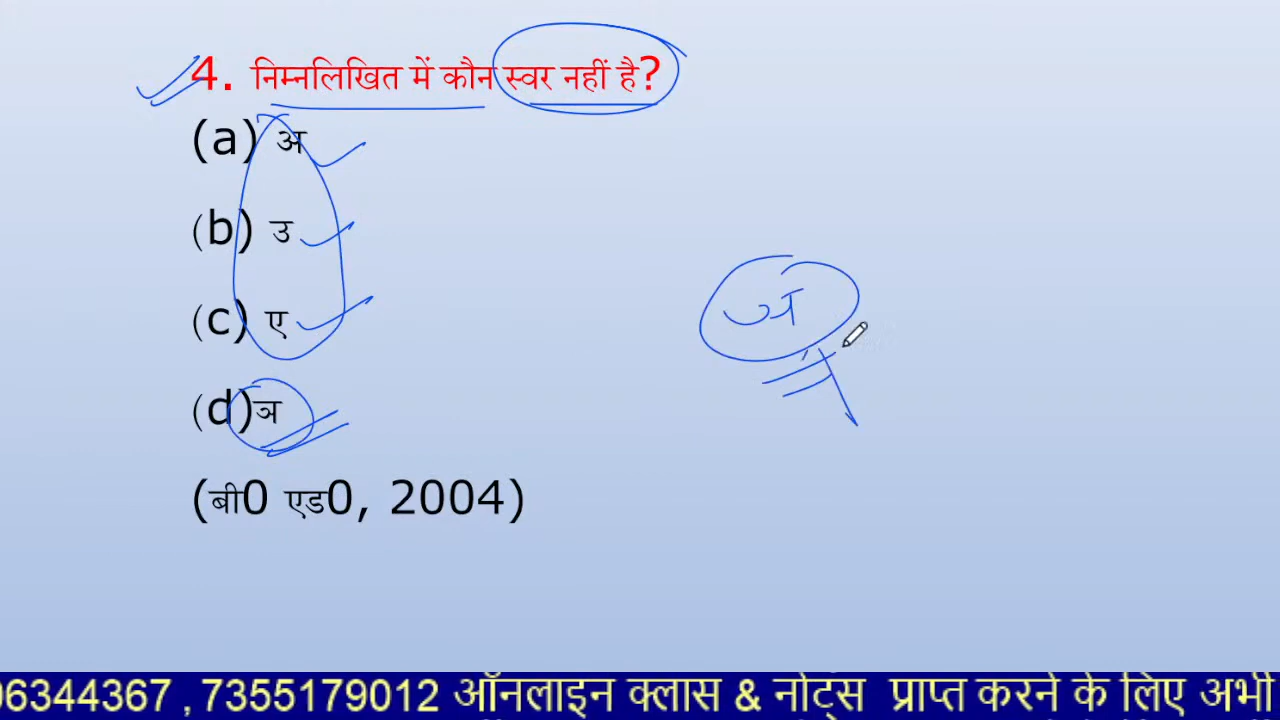 4. निम्नलिखित में कौन स्वर नहीं है?
(a) अ
(b) उ
(c) ए
(d)ञ
ञ
(बी0 एड0, 2004)
06344367 , 7355179012 ऑनलाइन क्लास & नोट्स प्राप्त करने के लिए अभी